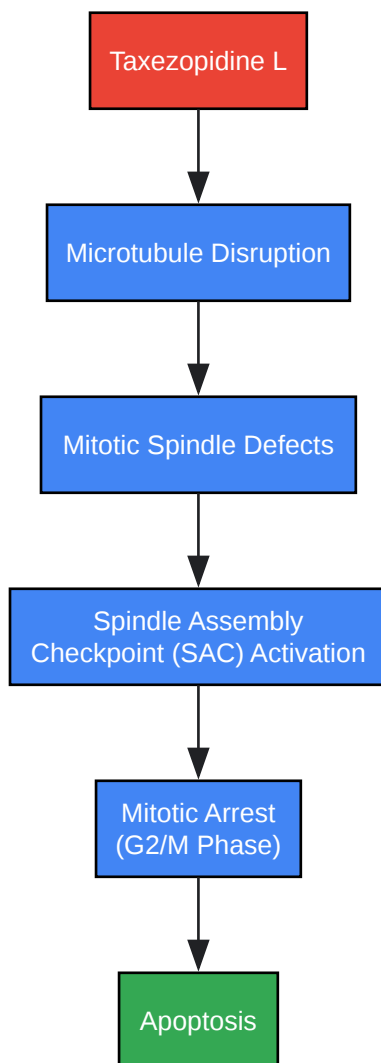 Taxezopidine L
Microtubule Disruption
Mitotic Spindle Defects
Spindle Assembly
Checkpoint (SAC) Activation
Mitotic Arrest
(G2/M Phase)
Apoptosis